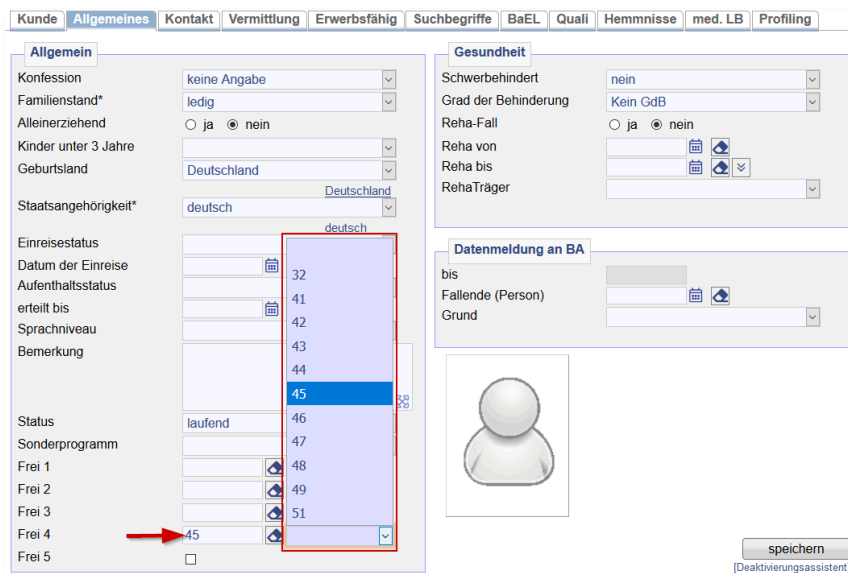 Kunde Allgemeines Kontakt Vermittlung Erwerbsfähig Suchbegriffe BaEL Quali Hemmnisse med. LB Profiling
Allgemein
Konfession keine Angabe
Familienstand* ledig
Alleinerziehend ja nein
Kinder unter 3 Jahre
Geburtsland Deutschland
Deutschland
Staatsangehörigkeit* deutsch
deutsch
Einreisestatus
Datum der Einreise
Aufenthaltsstatus
erteilt bis
Sprachniveau
Bemerkung
Status laufend
Sonderprogramm
Frei 1
Frei 2
Frei 3
Frei 4 45
Frei 5
32
41
42
43
44
45
46
47
48
49
51
Gesundheit
Schwerbehindert nein
Grad der Behinderung Kein GdB
Reha-Fall ja nein
Reha von
Reha bis
RehaTräger
Datenmeldung an BA
bis
Fallende (Person)
Grund
speichern
[Deaktivierungsassistent]